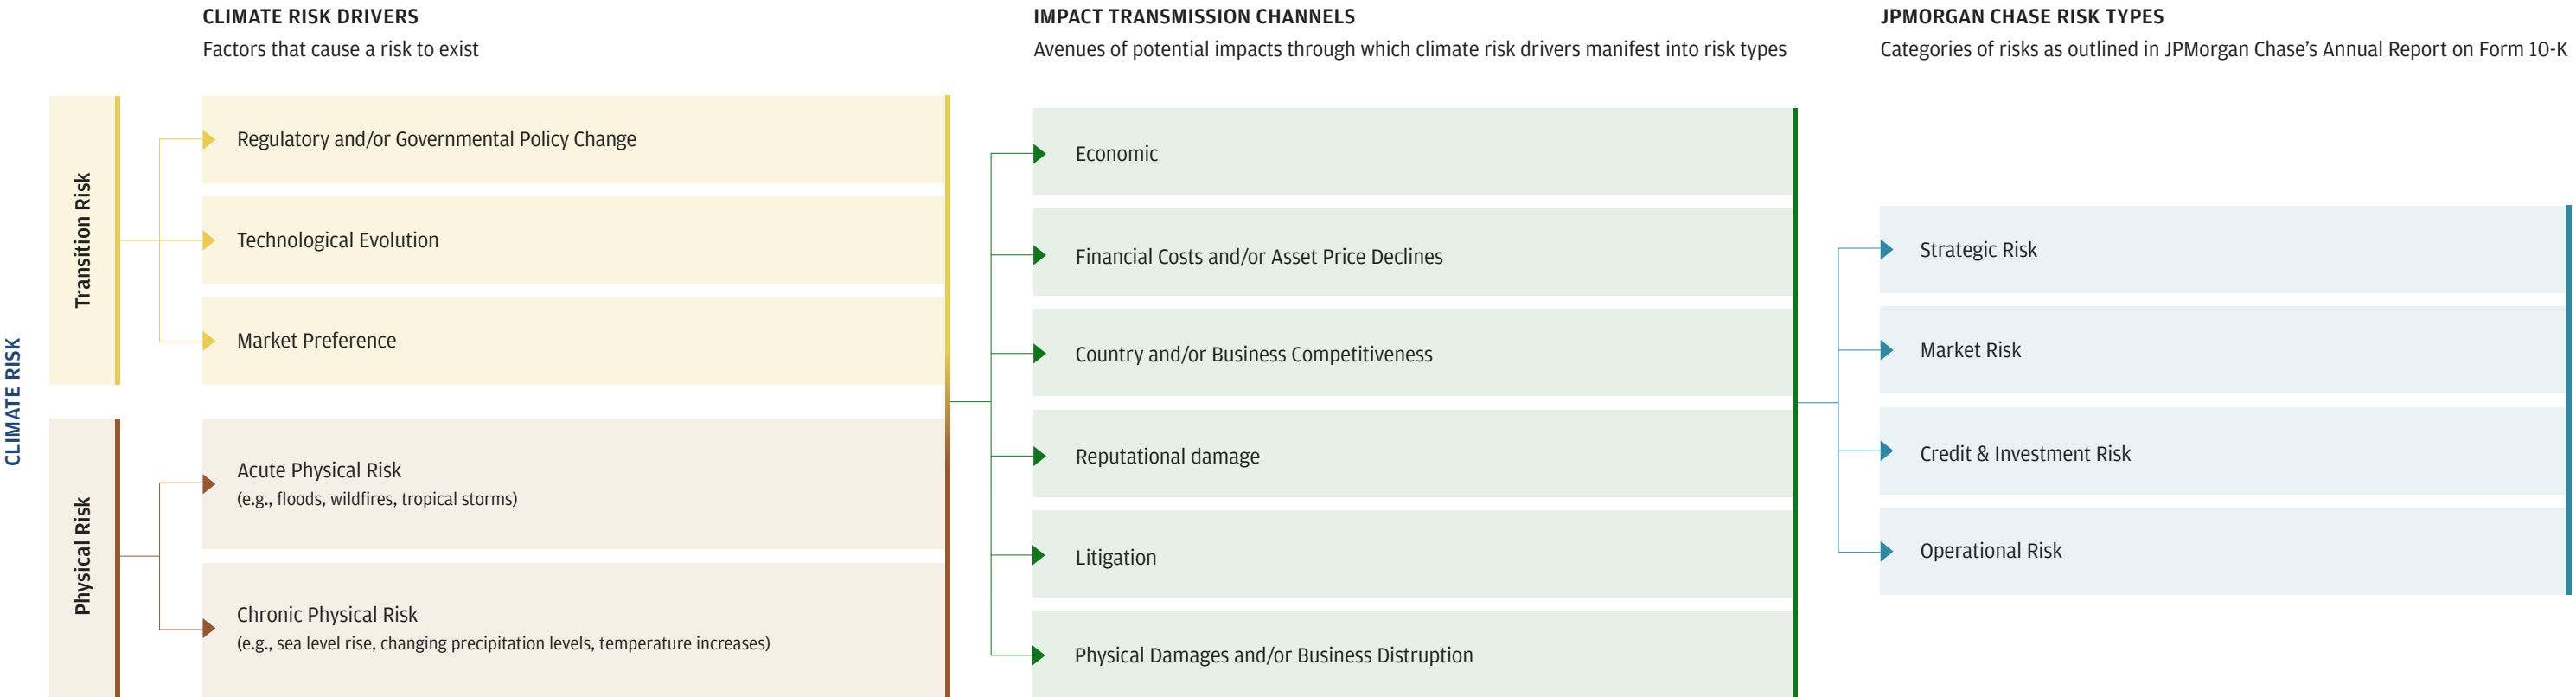 CLIMATE RISK DRIVERS
Factors that cause a risk to exist
IMPACT TRANSMISSION CHANNELS
Avenues of potential impacts through which climate risk drivers manifest into risk types
JPMORGAN CHASE RISK TYPES
Categories of risks as outlined in JPMorgan Chase’s Annual Report on Form 10-K
CLIMATE RISK
Transition Risk
Regulatory and/or Governmental Policy Change
Technological Evolution
Market Preference
Physical Risk
Acute Physical Risk
(e.g., floods, wildfires, tropical storms)
Chronic Physical Risk
(e.g., sea level rise, changing precipitation levels, temperature increases)
Economic
Financial Costs and/or Asset Price Declines
Country and/or Business Competitiveness
Reputational damage
Litigation
Physical Damages and/or Business Distruption
Strategic Risk
Market Risk
Credit & Investment Risk
Operational Risk